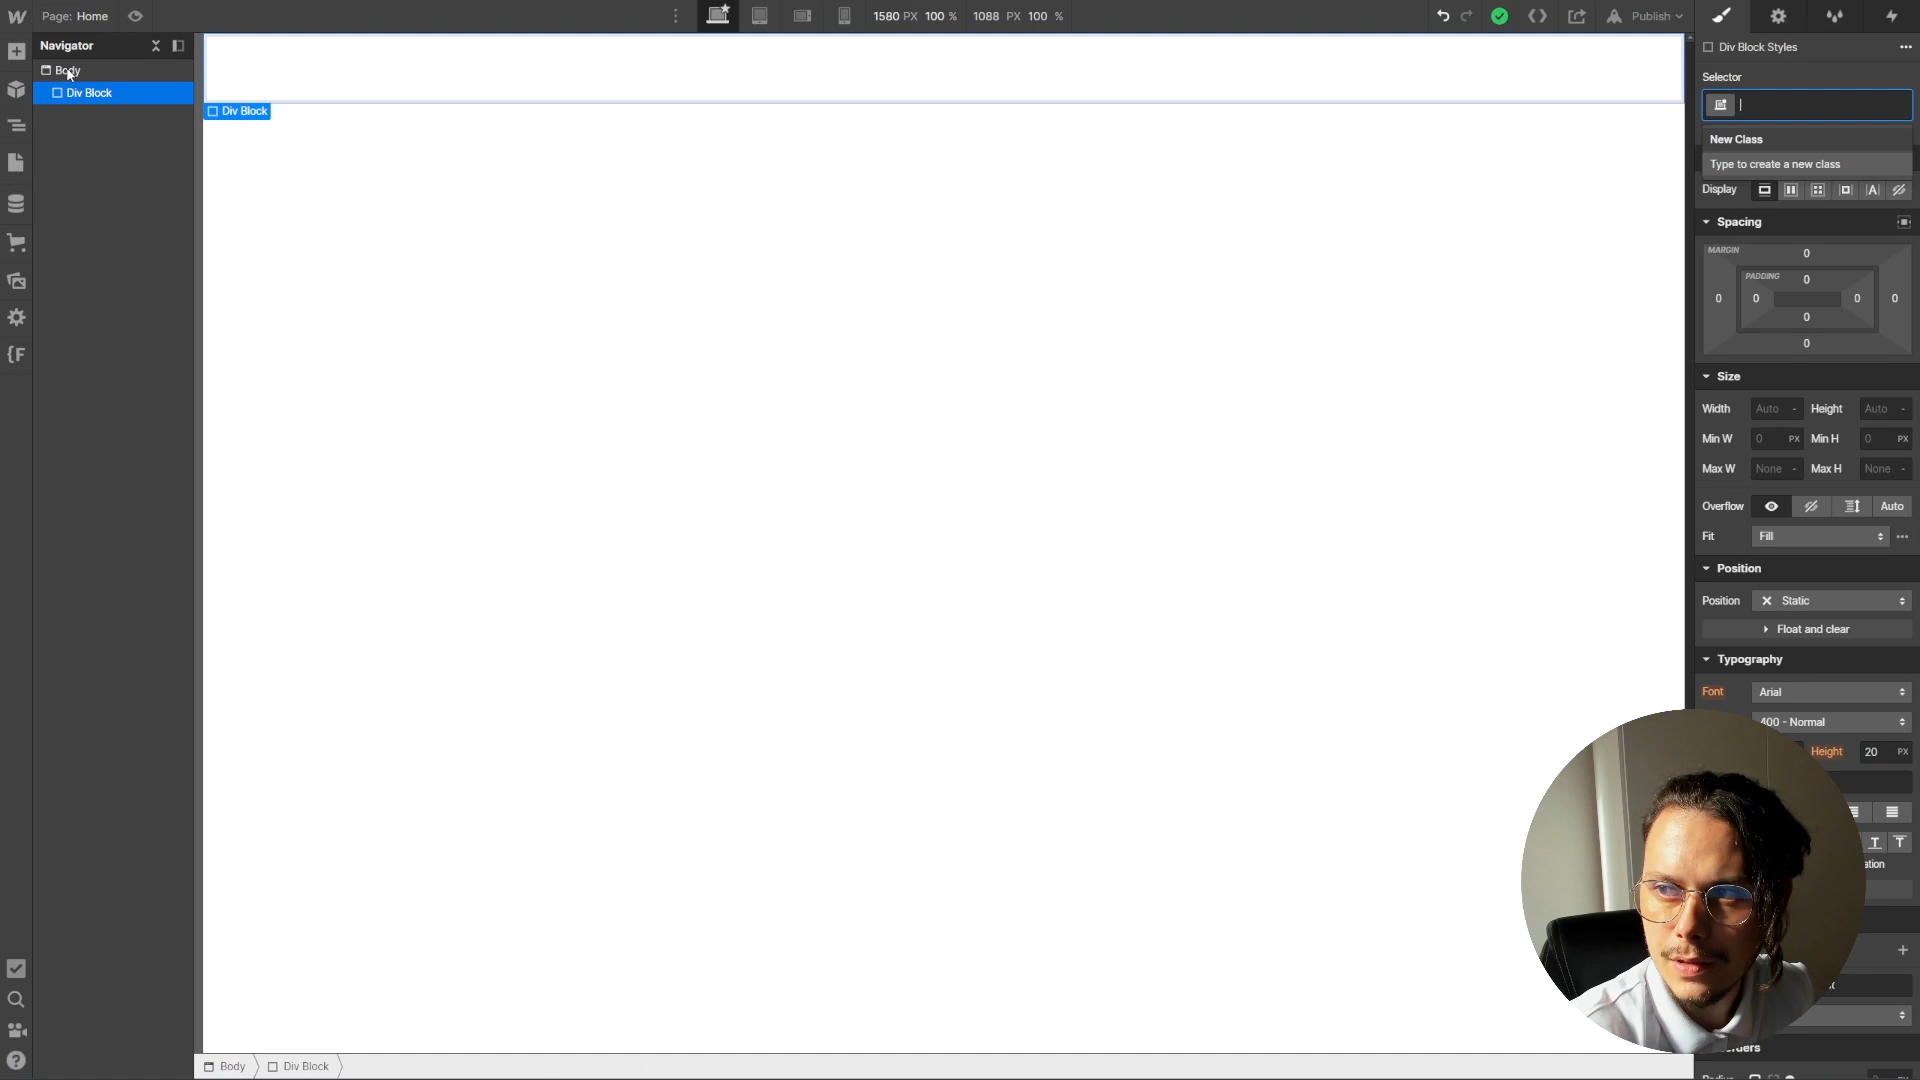 Page: Home
1580 PX 100 % 1088 PX 100 %
Publish
Navigator
Body
Div Block
Div Block
Div Block Styles
Selector
New Class
Type to create a new class
Display
Spacing
MARGIN
0
PADDING
0
0 0 0 0
0
0
Size
Width Auto - Height Auto -
Min W 0 PX Min H 0 PX
Max W None - Max H None -
Overflow Auto
Fit Fill
Position
Position Static
Float and clear
Typography
Font Arial
400 - Normal
Height 20 PX
Body Div Block